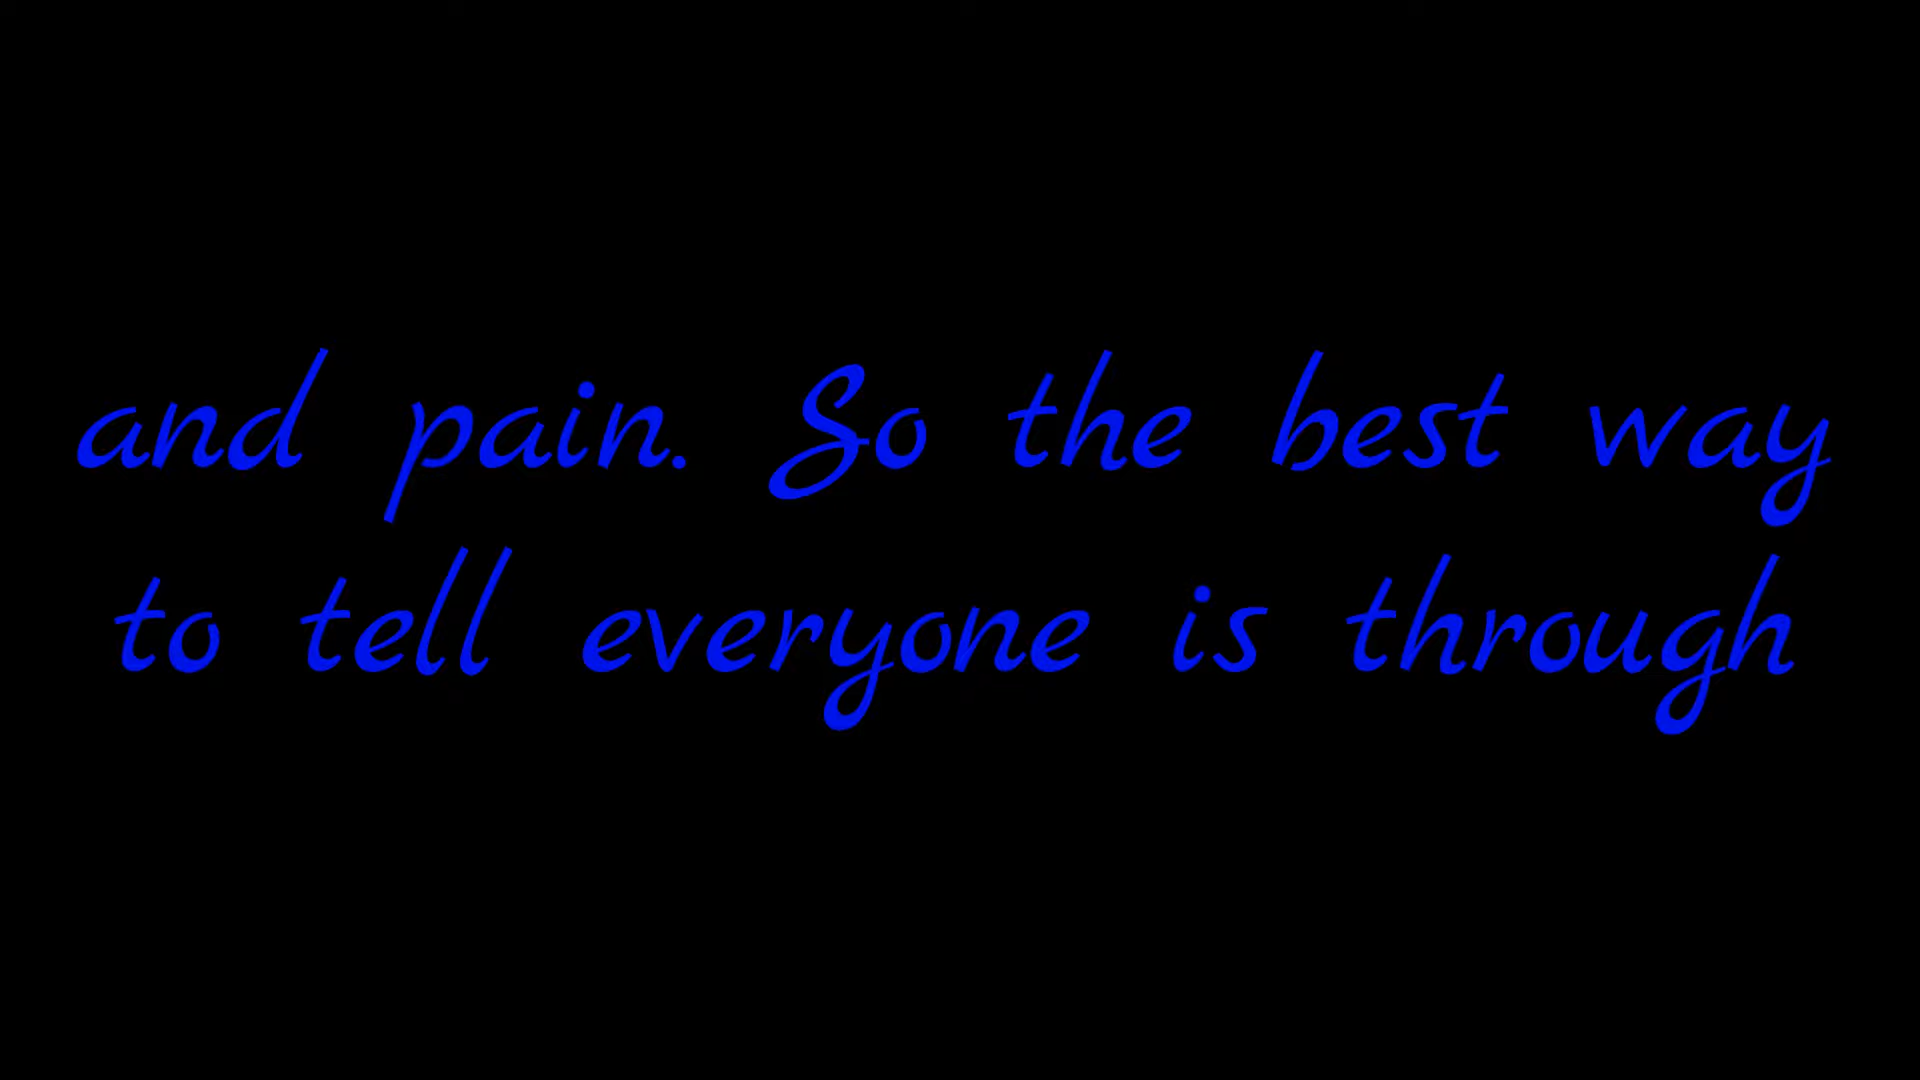 and pain. So the best way
to tell everyone is through